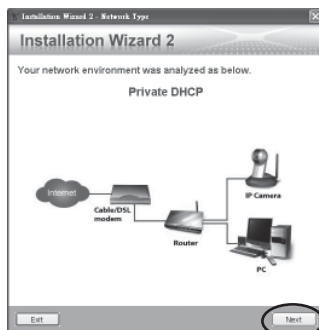 Installation Wizard 2 - Network Type
Installation Wizard 2
Your network environment was analyzed as below.
Private DHCP
Internet
Cable/DSL
modem
Router
IP Camera
PC
Exit
Next